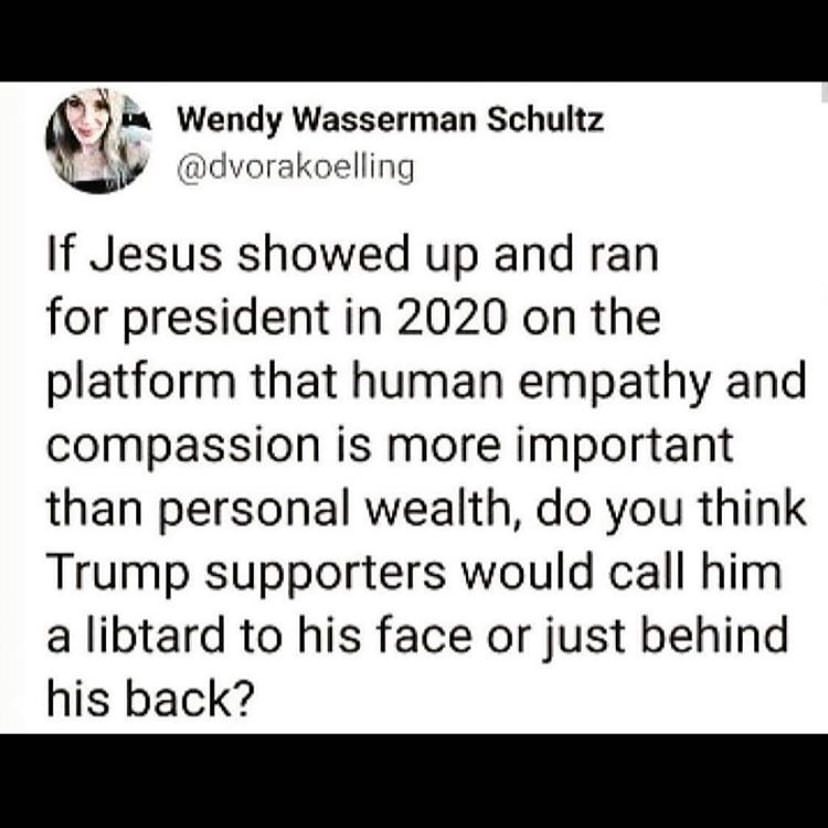 Wendy Wasserman Schultz
@dvorakoelling
If Jesus showed up and ran
for president in 2020 on the
platform that human empathy and
compassion is more important
than personal wealth, do you think
Trump supporters would call him
a libtard to his face or just behind
his back?